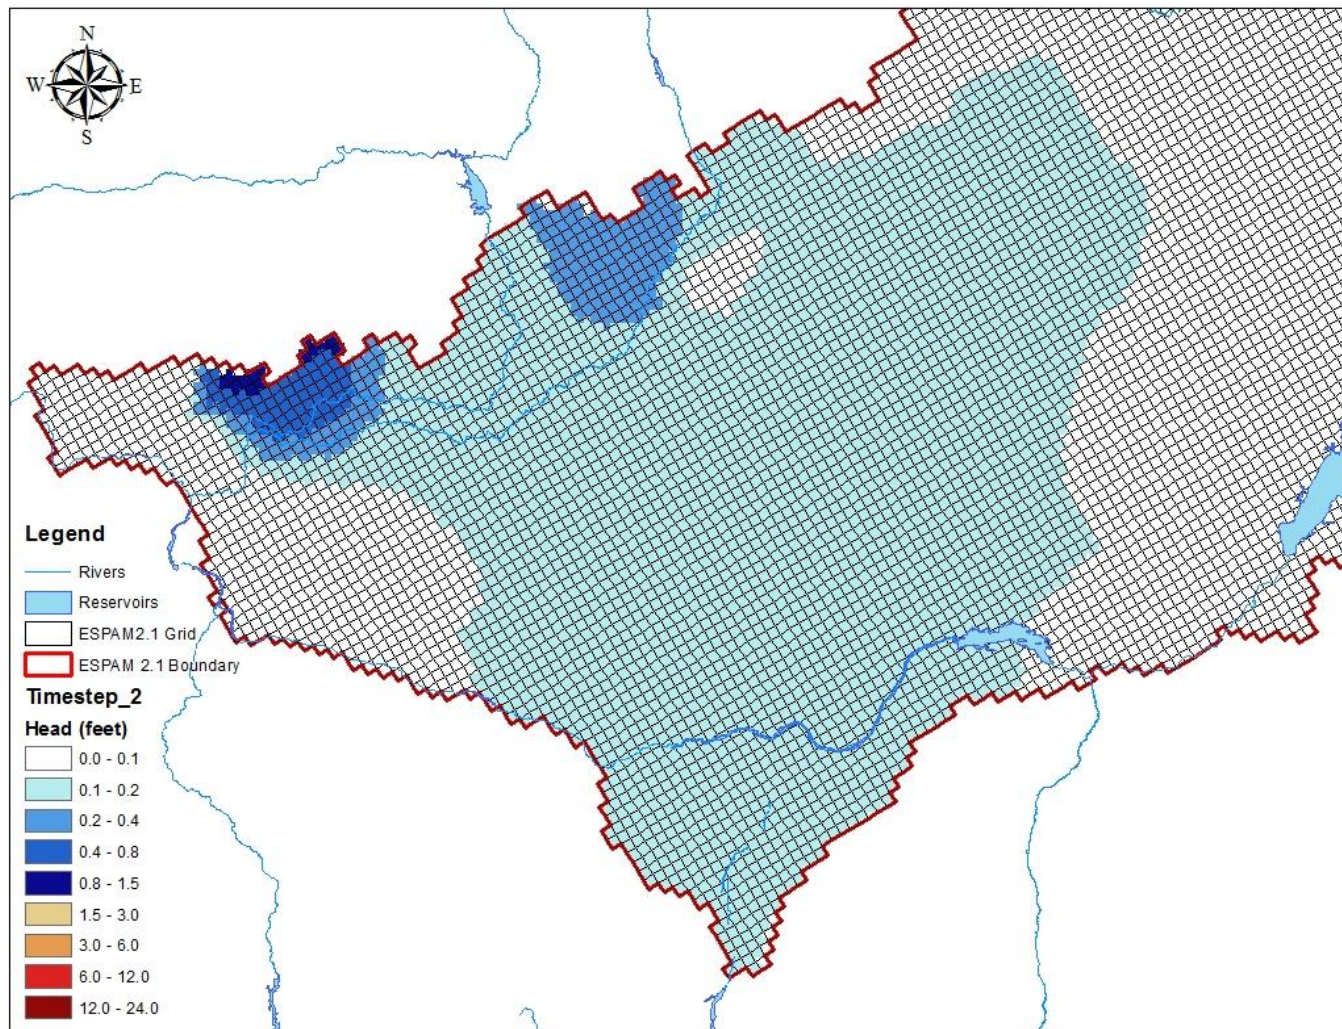 N
W E
S
Legend
Rivers
Reservoirs
ESPAM2.1 Grid
ESPAM 2.1 Boundary
Timestep_2
Head (feet)
0.0 - 0.1
0.1 - 0.2
0.2 - 0.4
0.4 - 0.8
0.8 - 1.5
1.5 - 3.0
3.0 - 6.0
6.0 - 12.0
12.0 - 24.0